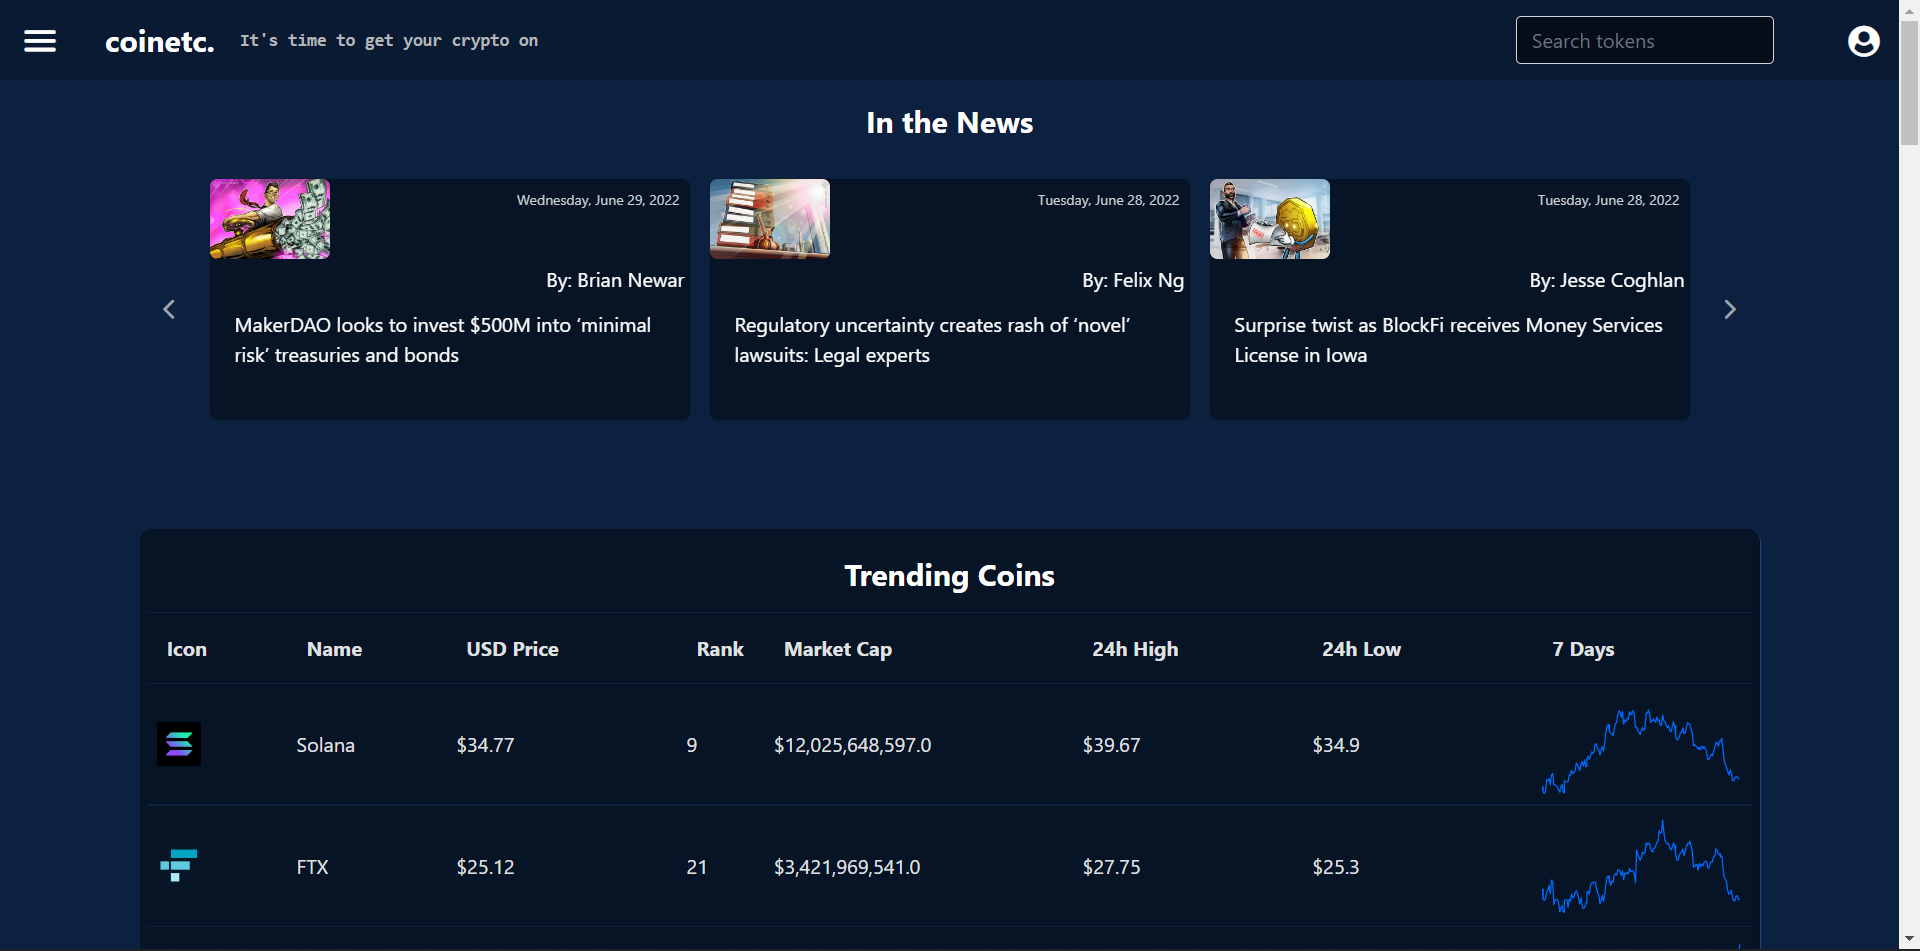 coinetc.
It's time to get your crypto on
Search tokens
In the News
Wednesday, June 29, 2022
By: Brian Newar
MakerDAO looks to invest $500M into ‘minimal
risk’ treasuries and bonds
Tuesday, June 28, 2022
By: Felix Ng
Regulatory uncertainty creates rash of ‘novel’
lawsuits: Legal experts
Tuesday, June 28, 2022
By: Jesse Coghlan
Surprise twist as BlockFi receives Money Services
License in Iowa
Trending Coins
Icon Name USD Price Rank Market Cap 24h High 24h Low 7 Days
Solana $34.77 9 $12,025,648,597.0 $39.67 $34.9
FTX $25.12 21 $3,421,969,541.0 $27.75 $25.3